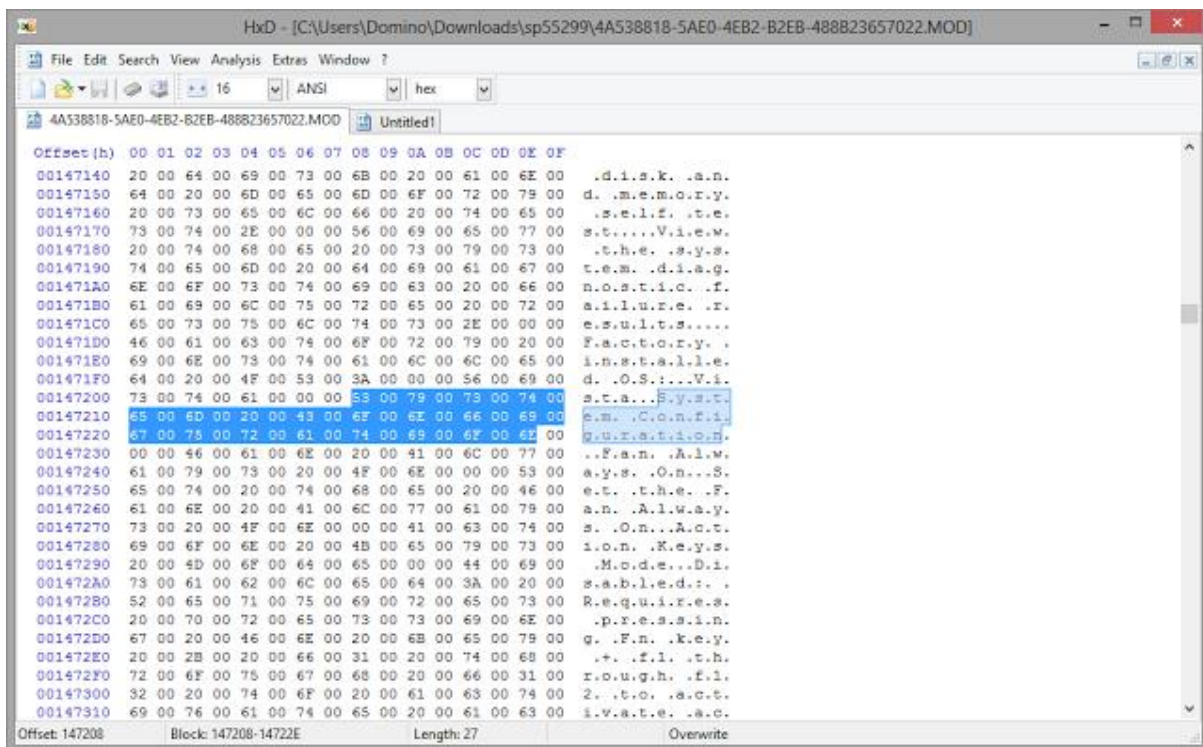 HxD - [C:\Users\Domino\Downloads\sp55299\4A538818-5AE0-4EB2-B2EB-488B23657022.MOD]
File Edit Search View Analysis Extras Window ?
16 ANSI hex
4A538818-5AE0-4EB2-B2EB-488B23657022.MOD Untitled1
Offset(h) 00 01 02 03 04 05 06 07 08 09 0A 0B 0C 0D 0E 0F
00147140 20 00 64 00 69 00 73 00 6B 00 20 00 61 00 6E 00 .d.i.s.k. .a.n.
00147150 64 00 20 00 6D 00 65 00 6D 00 6F 00 72 00 79 00 d. .m.e.m.o.r.y.
00147160 20 00 73 00 65 00 6C 00 66 00 20 00 74 00 65 00 .s.e.l.f. .t.e.
00147170 73 00 74 00 2E 00 00 00 56 00 69 00 65 00 77 00 s.t.....V.i.e.w.
00147180 20 00 74 00 68 00 65 00 20 00 73 00 79 00 73 00 .t.h.e. .s.y.s.
00147190 74 00 65 00 6D 00 20 00 64 00 69 00 61 00 67 00 t.e.m. .d.i.a.g.
001471A0 6E 00 6F 00 73 00 74 00 69 00 63 00 20 00 66 00 n.o.s.t.i.c. .f.
001471B0 61 00 69 00 6C 00 75 00 72 00 65 00 20 00 72 00 a.i.l.u.r.e. .r.
001471C0 65 00 73 00 75 00 6C 00 74 00 73 00 2E 00 00 00 e.s.u.l.t.s.....
001471D0 46 00 61 00 63 00 74 00 6F 00 72 00 79 00 20 00 F.a.c.t.o.r.y. .
001471E0 69 00 6E 00 73 00 74 00 61 00 6C 00 6C 00 65 00 i.n.s.t.a.l.l.e.
001471F0 64 00 20 00 4F 00 53 00 3A 00 00 00 56 00 69 00 d. .O.S.:...V.i.
00147200 73 00 74 00 61 00 00 00 53 00 79 00 73 00 74 00 s.t.a...S.y.s.t.
00147210 65 00 6D 00 20 00 43 00 6F 00 6E 00 66 00 69 00 e.m. .C.o.n.f.i.
00147220 67 00 75 00 72 00 61 00 74 00 69 00 6F 00 6E 00 g.u.r.a.t.i.o.n.
00147230 00 00 46 00 61 00 6E 00 20 00 41 00 6C 00 77 00 ..F.a.n. .A.l.w.
00147240 61 00 79 00 73 00 20 00 4F 00 6E 00 00 00 53 00 a.y.s. .O.n...S.
00147250 65 00 74 00 20 00 74 00 68 00 65 00 20 00 46 00 e.t. .t.h.e. .F.
00147260 61 00 6E 00 20 00 41 00 6C 00 77 00 61 00 79 00 a.n. .A.l.w.a.y.
00147270 73 00 20 00 4F 00 6E 00 00 00 41 00 63 00 74 00 s. .O.n...A.c.t.
00147280 69 00 6F 00 6E 00 20 00 4B 00 65 00 79 00 73 00 i.o.n. .K.e.y.s.
00147290 20 00 4D 00 6F 00 64 00 65 00 00 00 44 00 69 00 .M.o.d.e...D.i.
001472A0 73 00 61 00 62 00 6C 00 65 00 64 00 3A 00 20 00 s.a.b.l.e.d.:. .
001472B0 52 00 65 00 71 00 75 00 69 00 72 00 65 00 73 00 R.e.q.u.i.r.e.s.
001472C0 20 00 70 00 72 00 65 00 73 00 73 00 69 00 6E 00 .p.r.e.s.s.i.n.
001472D0 67 00 20 00 46 00 6E 00 20 00 6B 00 65 00 79 00 g. .F.n. .k.e.y.
001472E0 20 00 2B 00 20 00 66 00 31 00 20 00 74 00 68 00 .+. .f.1. .t.h.
001472F0 72 00 6F 00 75 00 67 00 68 00 20 00 66 00 31 00 r.o.u.g.h. .f.1.
00147300 32 00 20 00 74 00 6F 00 20 00 61 00 63 00 74 00 2. .t.o. .a.c.t.
00147310 69 00 76 00 61 00 74 00 65 00 20 00 61 00 63 00 i.v.a.t.e. .a.c.
Offset: 147208 Block: 147208-14722E Length: 27 Overwrite